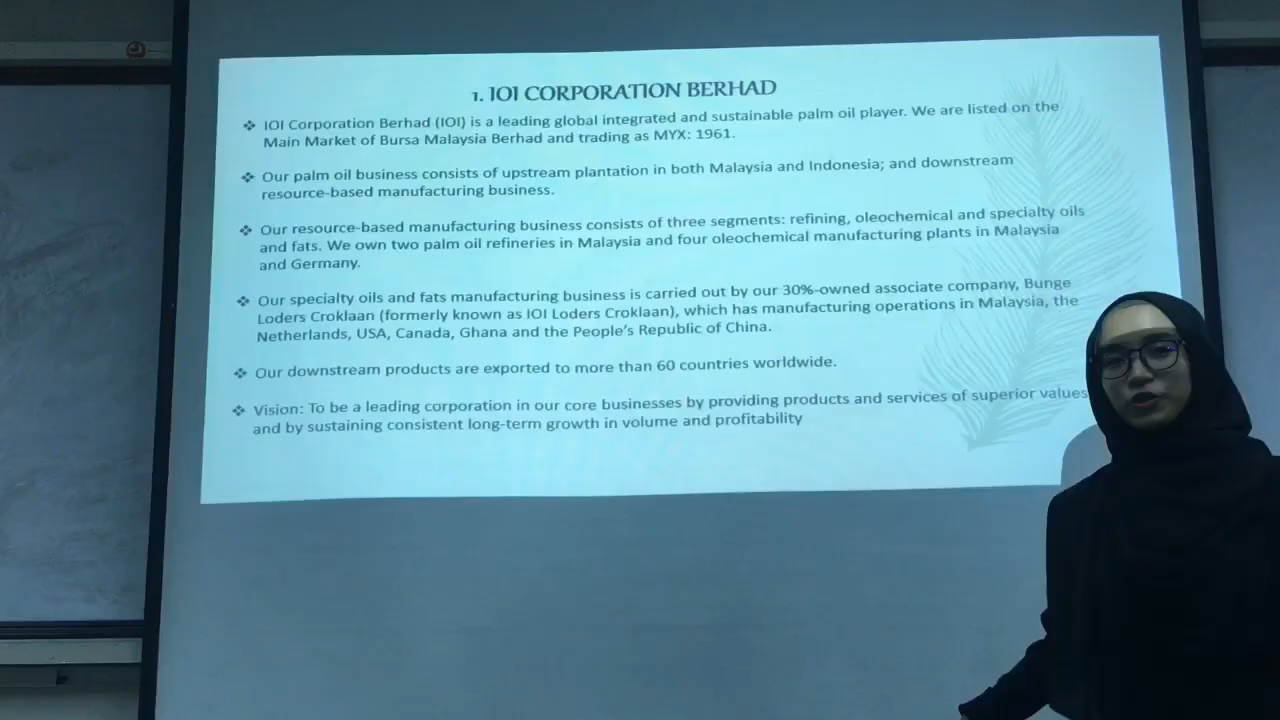 1. IOI CORPORATION BERHAD
❖ IOI Corporation Berhad (IOI) is a leading global integrated and sustainable palm oil player. We are listed on the
Main Market of Bursa Malaysia Berhad and trading as MYX: 1961.
❖ Our palm oil business consists of upstream plantation in both Malaysia and Indonesia; and downstream
resource-based manufacturing business.
❖ Our resource-based manufacturing business consists of three segments: refining, oleochemical and specialty oils
and fats. We own two palm oil refineries in Malaysia and four oleochemical manufacturing plants in Malaysia
and Germany.
❖ Our specialty oils and fats manufacturing business is carried out by our 30%-owned associate company, Bunge
Loders Croklaan (formerly known as IOI Loders Croklaan), which has manufacturing operations in Malaysia, the
Netherlands, USA, Canada, Ghana and the People's Republic of China.
❖ Our downstream products are exported to more than 60 countries worldwide.
❖ Vision: To be a leading corporation in our core businesses by providing products and services of superior values
and by sustaining consistent long-term growth in volume and profitability